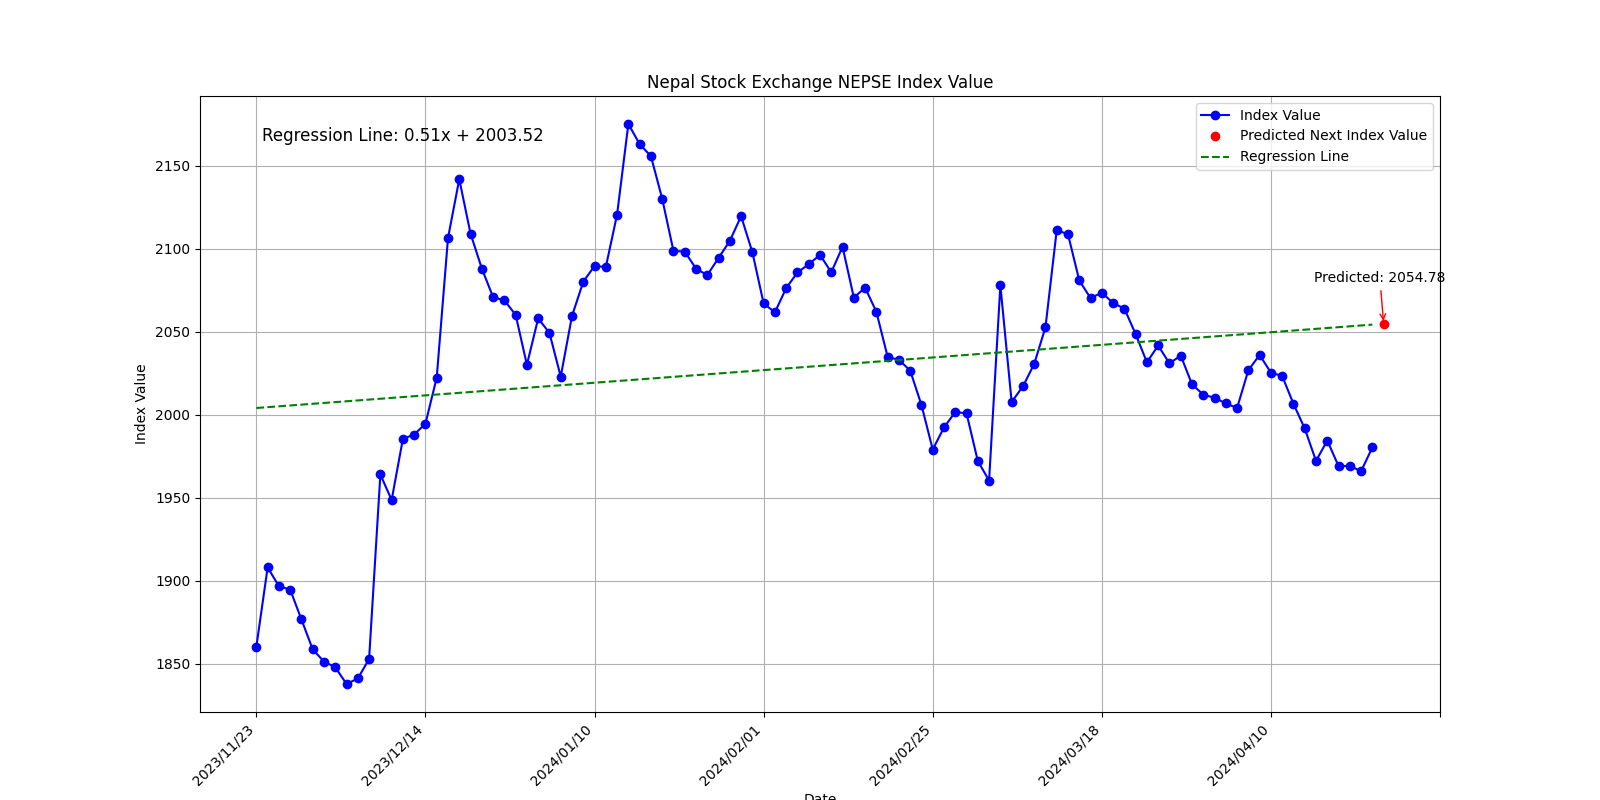 Nepal Stock Exchange NEPSE Index Value
Regression Line: 0.51x + 2003.52
Index Value
Predicted Next Index Value
Regression Line
Predicted: 2054.78
Index Value
2150
2100
2050
2000
1950
1900
1850
2023/11/23
2023/12/14
2024/01/10
2024/02/01
2024/02/25
2024/03/18
2024/04/10
Date